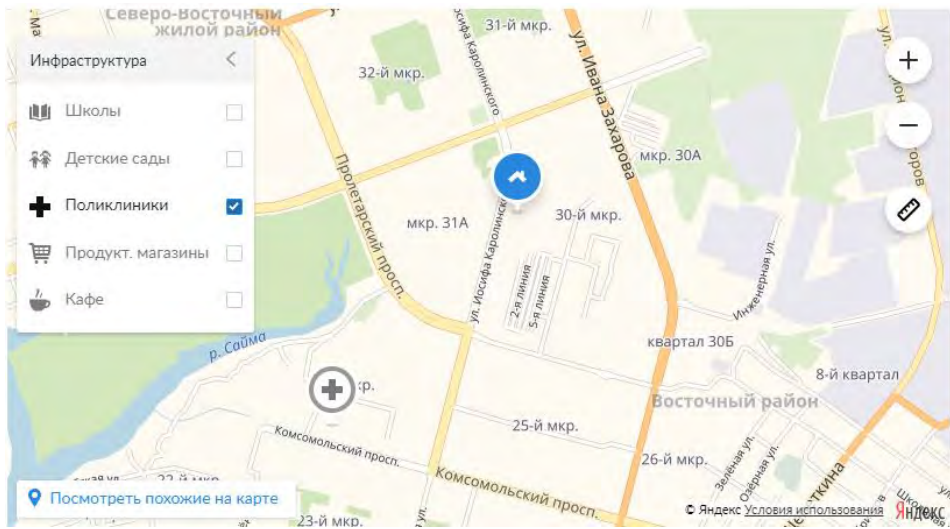 Северо-Восточный
жилой район
31-й мкр.
ул. Ивана Захарова
Инфраструктура
32-й мкр.
Иосифа Каролинского
Школы
Детские сады
мкр. 30А
Пролетарский просп.
Поликлиники
мкр. 31А
30-й мкр.
Продукт. магазины
ул. Иосифа Каролинского
2-я линия
5-я линия
Инженерная ул.
Кафе
р. Сайма
квартал 30Б
8-й квартал
кр.
Восточный район
25-й мкр.
Комсомольский просп.
26-й мкр.
Зелёная ул.
Озёрная ул.
22-й мкр.
Комсомольский просп.
Посмотреть похожие на карте
23-й мкр.
© Яндекс Условия использования
Яндекс